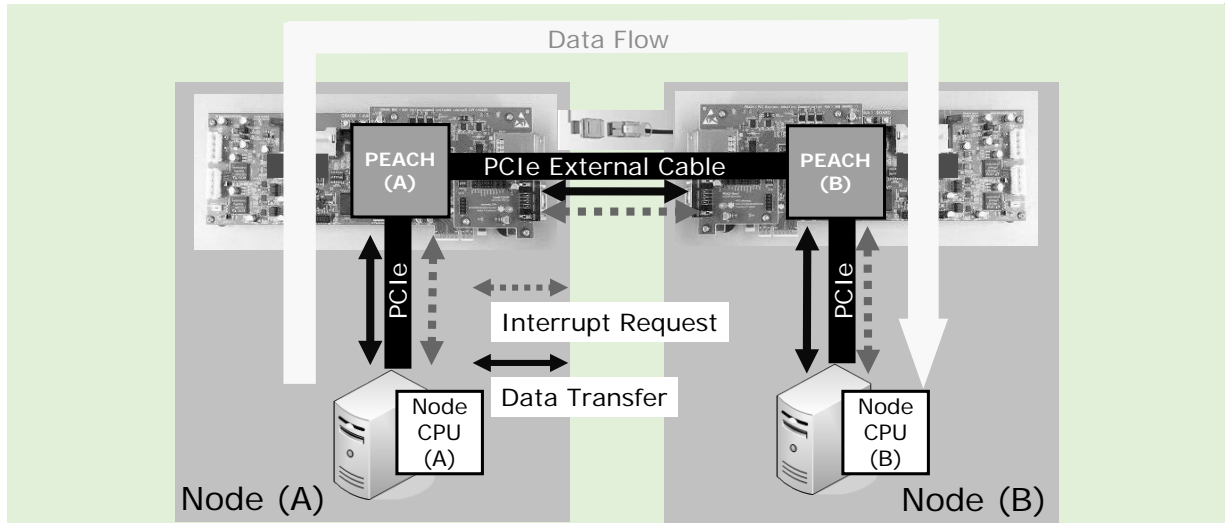 Data Flow
PEACH
(A)
PCIe External Cable
PEACH
(B)
PCIe
PCIe
Interrupt Request
Data Transfer
Node
CPU
(A)
Node
CPU
(B)
Node (A)
Node (B)